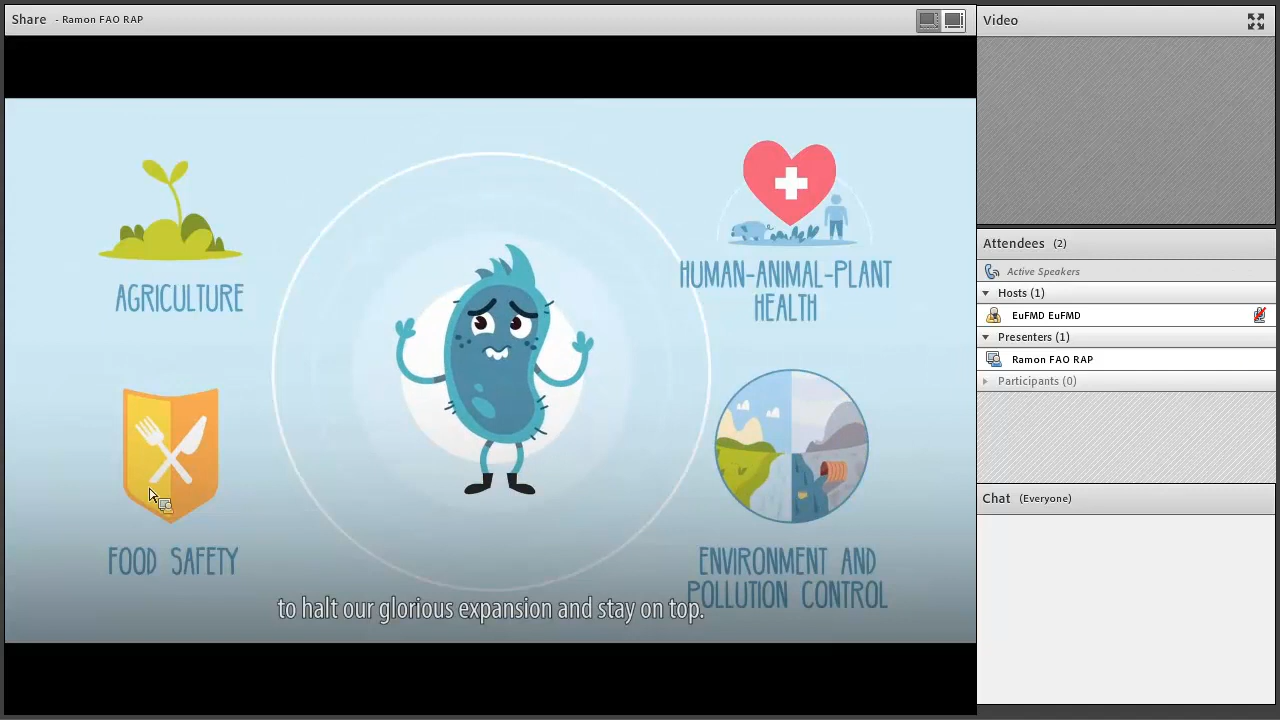 Share - Ramon FAO RAP
AGRICULTURE
HUMAN-ANIMAL-PLANT
HEALTH
FOOD SAFETY
ENVIRONMENT AND
POLLUTION CONTROL
to halt our glorious expansion and stay on top.
Video
Attendees (2)
Active Speakers
Hosts (1)
EuFMD EuFMD
Presenters (1)
Ramon FAO RAP
Participants (0)
Chat (Everyone)